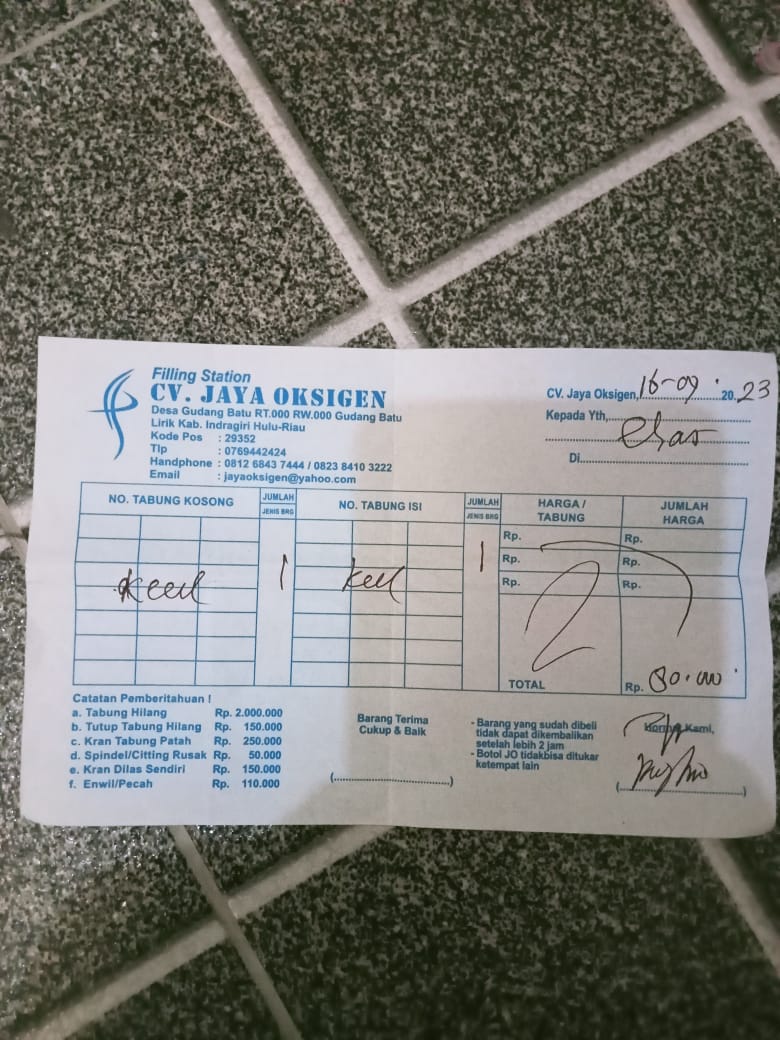 Filling Station
CV. JAYA OKSIGEN
Desa Gudang Batu RT.000 RW.000 Gudang Batu
Lirik Kab. Indragiri Hulu-Riau
Kode Pos : 29352
Tlp : 0769442424
Handphone : 0812 6843 7444 / 0823 8410 3222
Email : jayaoksigen@yahoo.com
CV. Jaya Oksigen, 16-09 2023
Kepada Yth,
Di
NO. TABUNG KOSONG
JUMLAH
JENIS BRG
NO. TABUNG ISI
JUMLAH
JENIS BRG
HARGA / TABUNG
JUMLAH HARGA
Rp. Rp.
Rp. Rp.
Rp. Rp.
Kecil 1 Kecil 1
TOTAL Rp. 80.000
Catatan Pemberitahuan !
a. Tabung Hilang Rp. 2.000.000
b. Tutup Tabung Hilang Rp. 150.000
c. Kran Tabung Patah Rp. 250.000
d. Spindel/Citting Rusak Rp. 50.000
e. Kran Dilas Sendiri Rp. 150.000
f. Enwil/Pecah Rp. 110.000
Barang Terima
Cukup & Baik
- Barang yang sudah dibeli
tidak dapat dikembalikan
setelah lebih 2 jam
- Botol JO tidakbisa ditukar
ketempat lain
Hormat Kami,